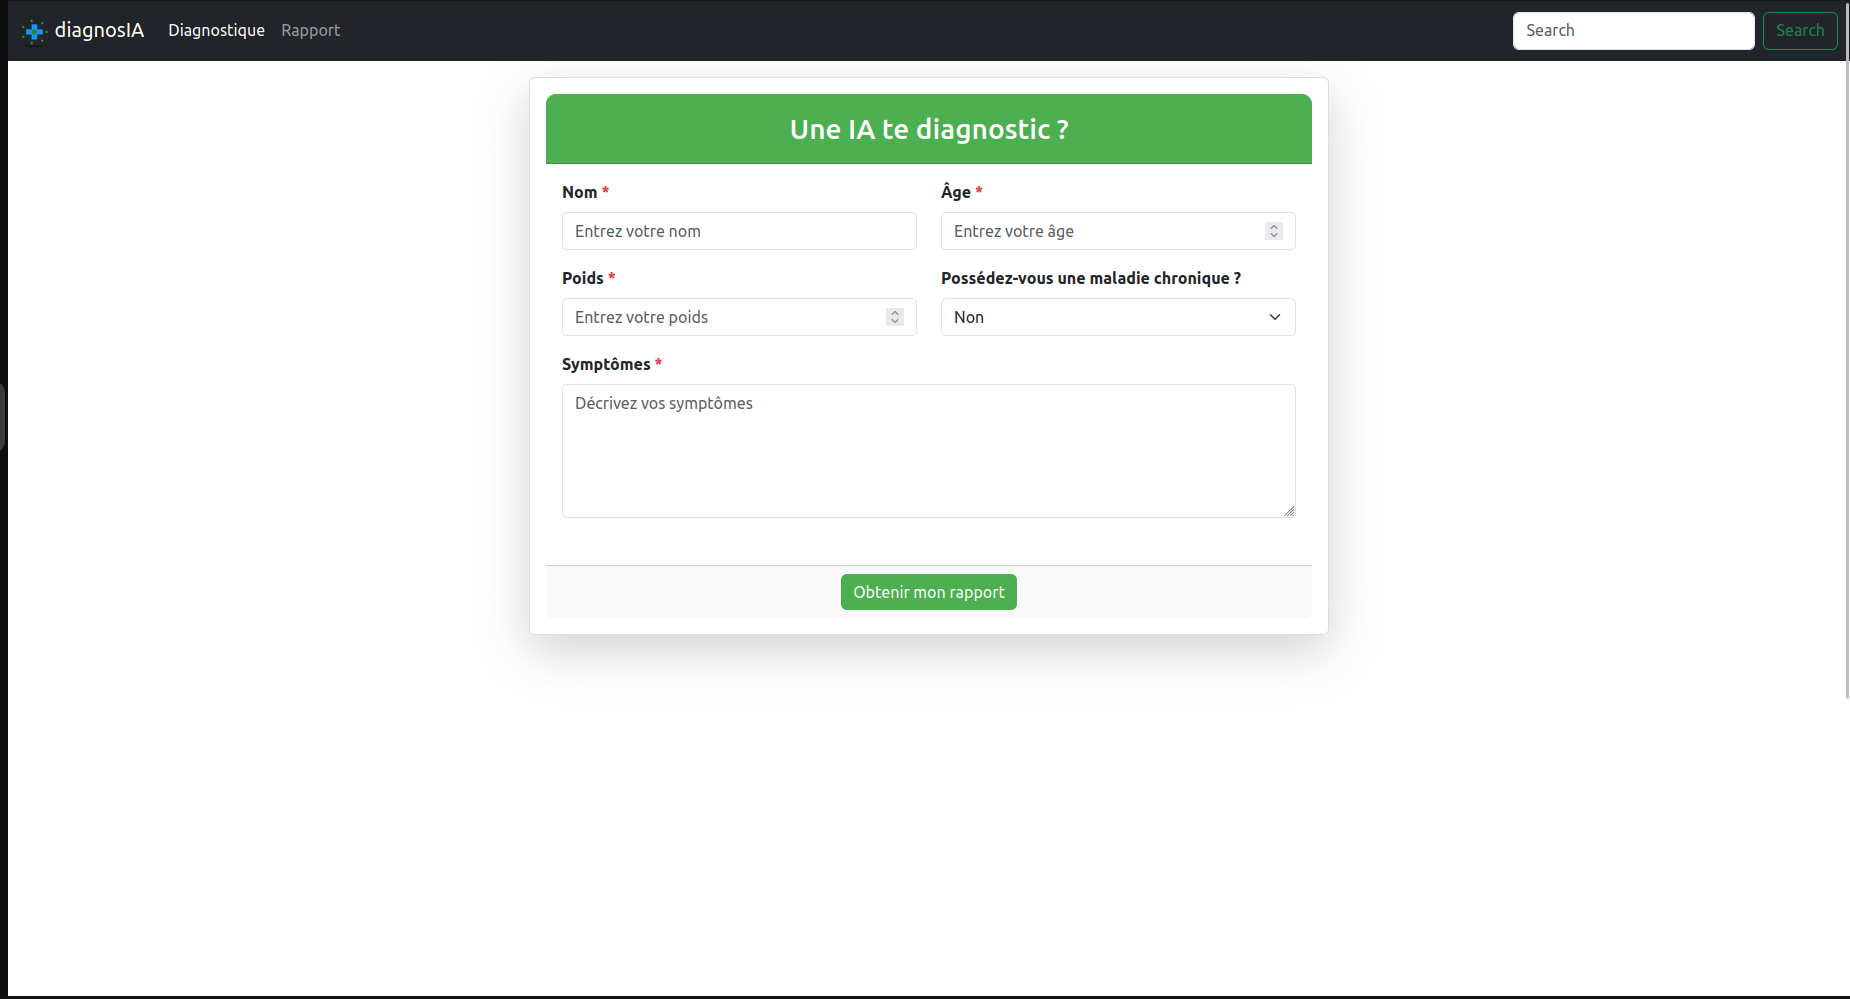 diagnosIA Diagnostique Rapport Search Search
Une IA te diagnostic ?
Nom * Âge *
Entrez votre nom Entrez votre âge
Poids * Possédez-vous une maladie chronique ?
Entrez votre poids Non
Symptômes *
Décrivez vos symptômes
Obtenir mon rapport